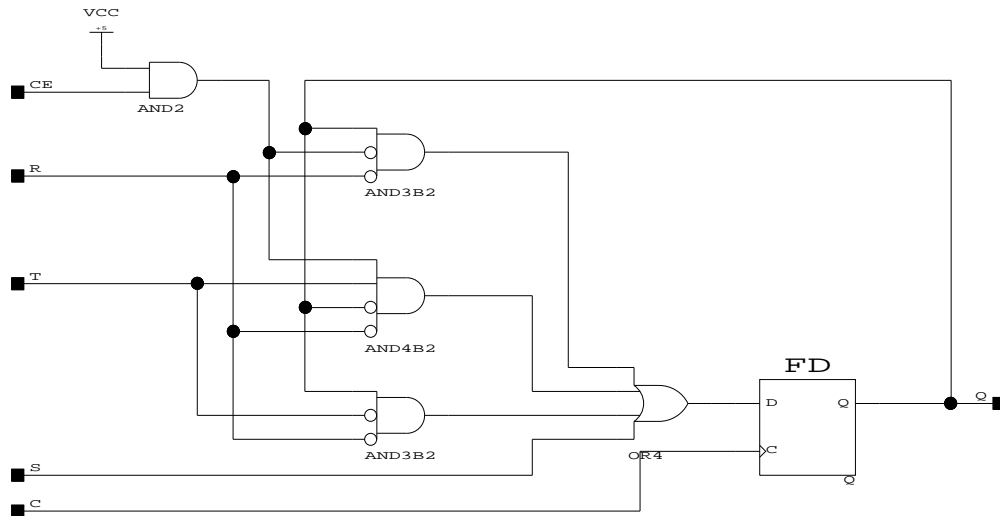 VCC
+5
CE
AND2
R
AND3B2
T
AND4B2
FD
D
Q
Q
AND3B2
OR4
C
S
Q
C